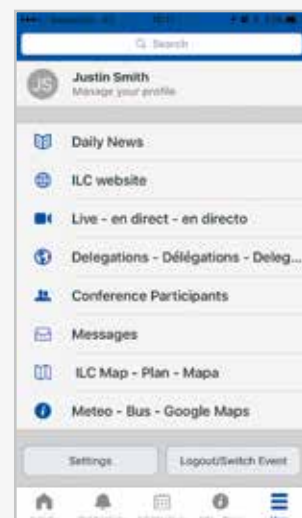 Search
JS
Justin Smith
Manage your profile
Daily News
ILC website
Live - en direct - en directo
Delegations - Délégations - Deleg...
Conference Participants
Messages
ILC Map - Plan - Mapa
Meteo - Bus - Google Maps
Settings
Logout/Switch Event